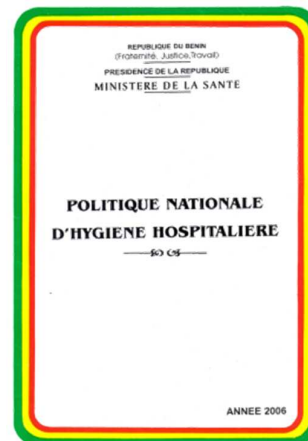 REPUBLIQUE DU BENIN
(Fraternité, Justice, Travail)
PRESIDENCE DE LA REPUBLIQUE
MINISTERE DE LA SANTE
POLITIQUE NATIONALE
D'HYGIENE HOSPITALIERE
ANNEE 2006